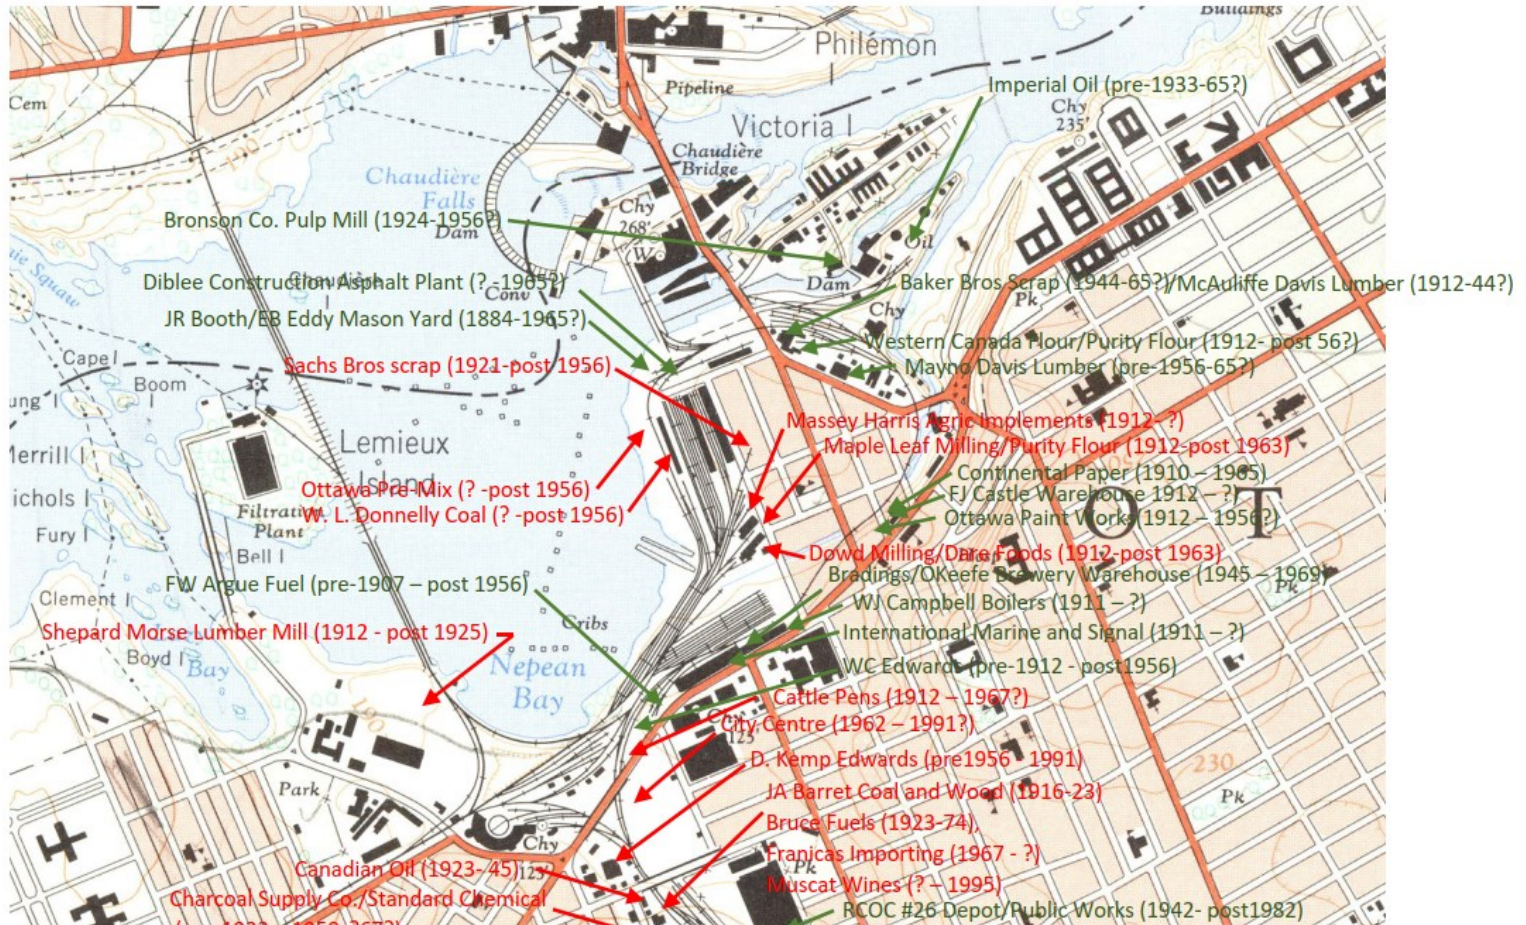 Buildings
Philémon
I
Cem
Pipeline
Imperial Oil (pre-1933-65?)
Chy
235'
Victoria I
Chaudière
Bridge
190
Chaudière
Falls
Chy
268'
W
Bronson Co. Pulp Mill (1924-1956?)
Dam
Oil
Squaw
Diblee Construction Asphalt Plant (? -1965?)
Chaudière
I
Conv
Dam
Baker Bros Scrap (1944-65?)/McAuliffe Davis Lumber (1912-44?)
Pk
Chy
JR Booth/EB Eddy Mason Yard (1884-1965?)
Western Canada Flour/Purity Flour (1912- post 56?)
Cape I
Sachs Bros scrap (1921-post 1956)
Mayno Davis Lumber (pre-1956-65?)
Boom
ung I
Massey Harris Agric Implements (1912- ?)
Lemieux
Island
Maple Leaf Milling/Purity Flour (1912-post 1963)
Merrill I
Continental Paper (1910 – 1965)
Ottawa Pre-Mix (? -post 1956)
FJ Castle Warehouse 1912 – ?)
ichols I
W. L. Donnelly Coal (? -post 1956)
Ottawa Paint Works(1912 – 1956?)
O T
Filtration
Plant
Fury I
Bell I
Dowd Milling/Dare Foods (1912-post 1963)
Bradings/OKeefe Brewery Warehouse (1945 – 1969)
FW Argue Fuel (pre-1907 – post 1956)
Pk
Clement I
WJ Campbell Boilers (1911 – ?)
Cribs
Shepard Morse Lumber Mill (1912 - post 1925)
International Marine and Signal (1911 – ?)
Boyd I
Bay
Nepean
Bay
WC Edwards (pre-1912 - post1956)
Cattle Pens (1912 – 1967?)
190
City Centre (1962 – 1991?)
125'
D. Kemp Edwards (pre1956 - 1991)
230
Park
JA Barret Coal and Wood (1916-23)
Pk
Bruce Fuels (1923-74),
Chy
125'
Franicas Importing (1967 - ?)
Pk
Canadian Oil (1923- 45)
Muscat Wines (? – 1995)
Charcoal Supply Co./Standard Chemical
RCOC #26 Depot/Public Works (1942- post1982)